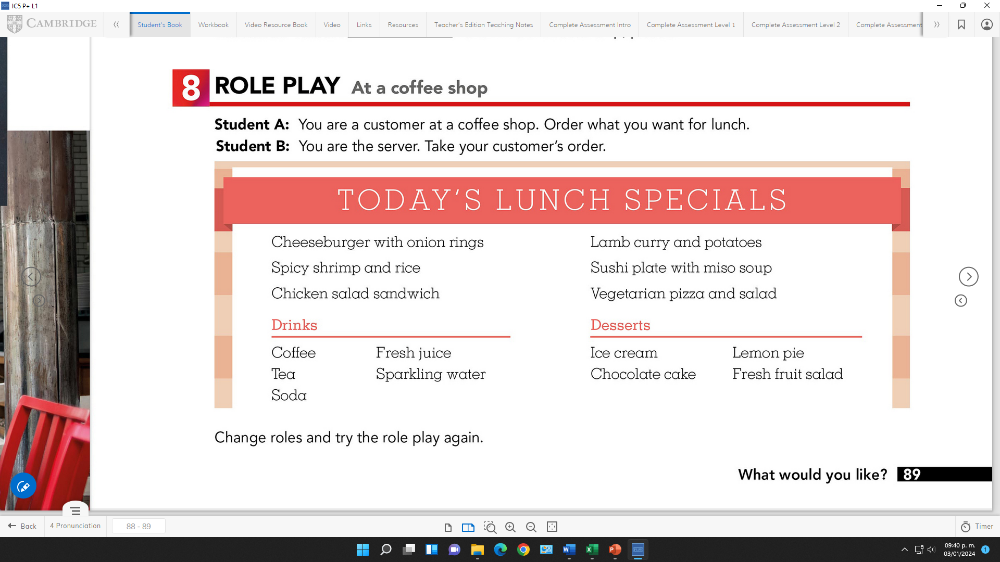 IC5 P+ L1
CAMBRIDGE
Student's Book
Workbook
Video Resource Book
Video
Links
Resources
Teacher's Edition Teaching Notes
Complete Assessment Intro
Complete Assessment Level 1
Complete Assessment Level 2
Complete Assessment
8 ROLE PLAY At a coffee shop
Student A: You are a customer at a coffee shop. Order what you want for lunch.
Student B: You are the server. Take your customer's order.
TODAY'S LUNCH SPECIALS
Cheeseburger with onion rings
Spicy shrimp and rice
Chicken salad sandwich
Lamb curry and potatoes
Sushi plate with miso soup
Vegetarian pizza and salad
Drinks
Coffee
Tea
Soda
Fresh juice
Sparkling water
Desserts
Ice cream
Chocolate cake
Lemon pie
Fresh fruit salad
Change roles and try the role play again.
What would you like? 89
Back
4 Pronunciation
88 - 89
Timer
09:40 p. m.
03/01/2024
1